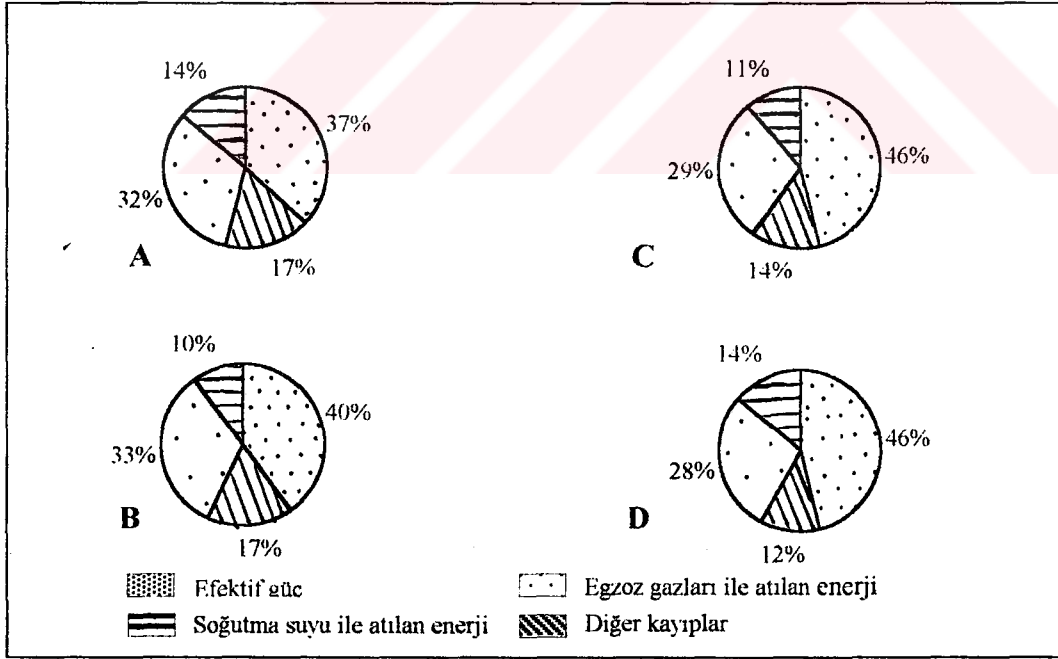 14%
37%
32%
A
17%
11%
46%
29%
C
14%
10%
40%
33%
B
17%
14%
46%
28%
D
12%
Efektif güç
Egzoz gazları ile atılan enerji
Soğutma suyu ile atılan enerji
Diğer kayıplar